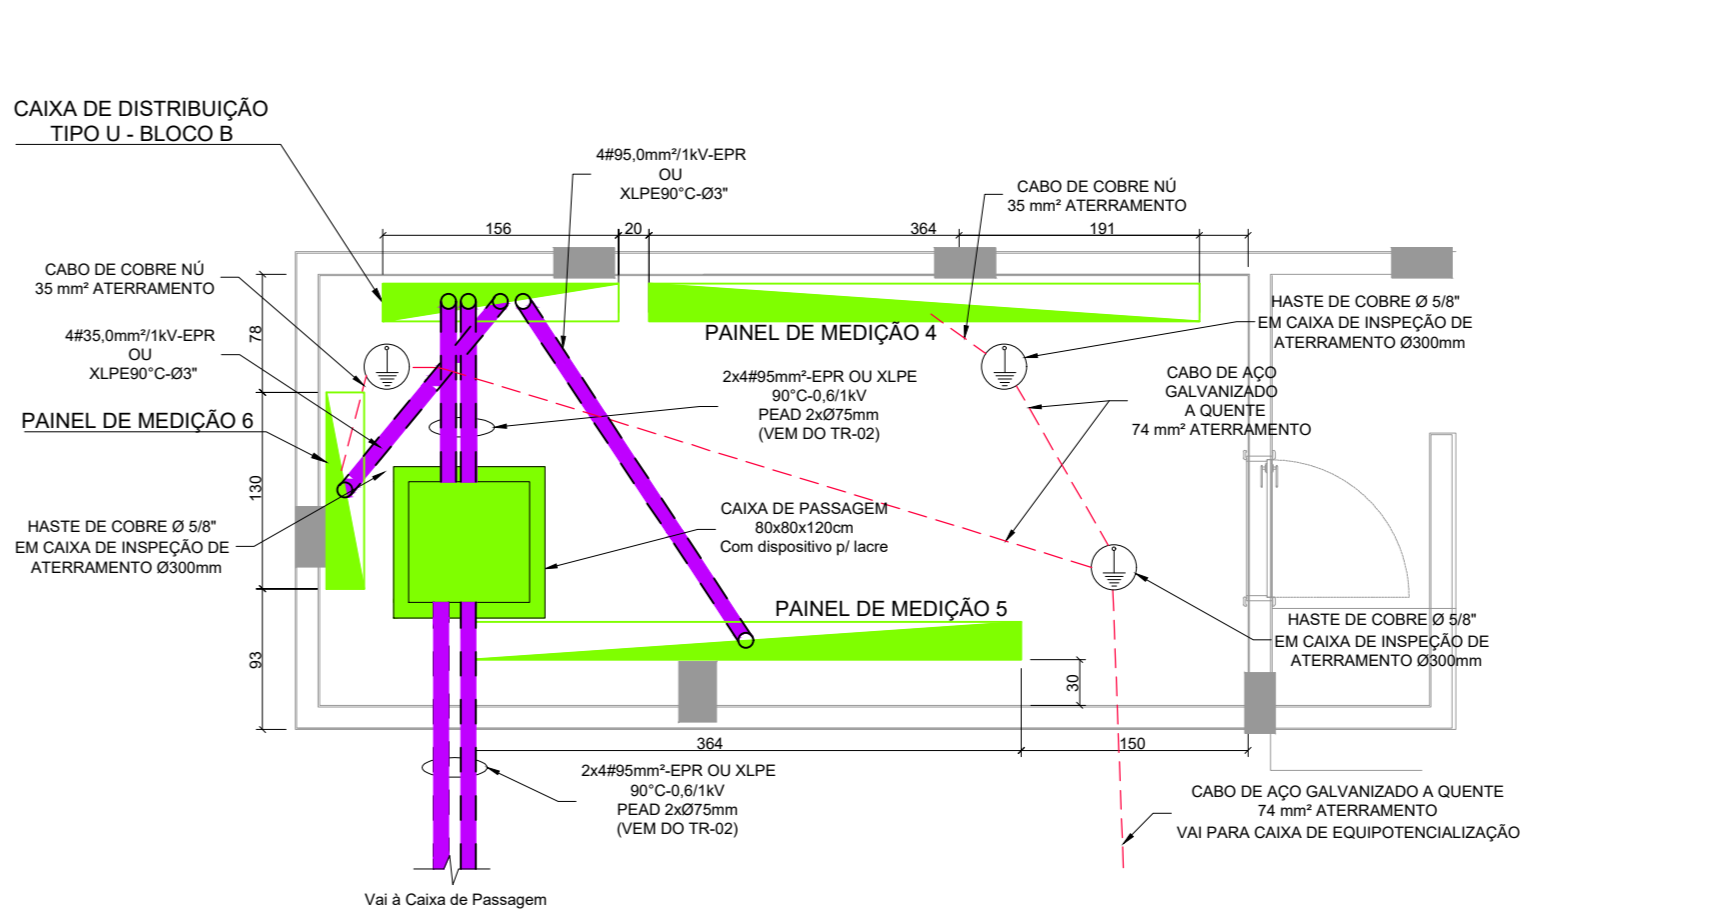 CAIXA DE DISTRIBUIÇÃO
TIPO U - BLOCO B
4#95,0mm²/1kV-EPR
OU
XLPE90°C-Ø3"
CABO DE COBRE NÚ
35 mm² ATERRAMENTO
156
20
364
191
CABO DE COBRE NÚ
35 mm² ATERRAMENTO
4#35,0mm²/1kV-EPR
OU
XLPE90°C-Ø3"
78
PAINEL DE MEDIÇÃO 4
HASTE DE COBRE Ø 5/8"
EM CAIXA DE INSPEÇÃO DE
ATERRAMENTO Ø300mm
2x4#95mm²-EPR OU XLPE
90°C-0,6/1kV
PEAD 2xØ75mm
(VEM DO TR-02)
CABO DE AÇO
GALVANIZADO
A QUENTE
74 mm² ATERRAMENTO
PAINEL DE MEDIÇÃO 6
130
CAIXA DE PASSAGEM
80x80x120cm
Com dispositivo p/ lacre
HASTE DE COBRE Ø 5/8"
EM CAIXA DE INSPEÇÃO DE
ATERRAMENTO Ø300mm
PAINEL DE MEDIÇÃO 5
HASTE DE COBRE Ø 5/8"
EM CAIXA DE INSPEÇÃO DE
ATERRAMENTO Ø300mm
93
30
364
150
2x4#95mm²-EPR OU XLPE
90°C-0,6/1kV
PEAD 2xØ75mm
(VEM DO TR-02)
CABO DE AÇO GALVANIZADO A QUENTE
74 mm² ATERRAMENTO
VAI PARA CAIXA DE EQUIPOTENCIALIZAÇÃO
Vai à Caixa de Passagem